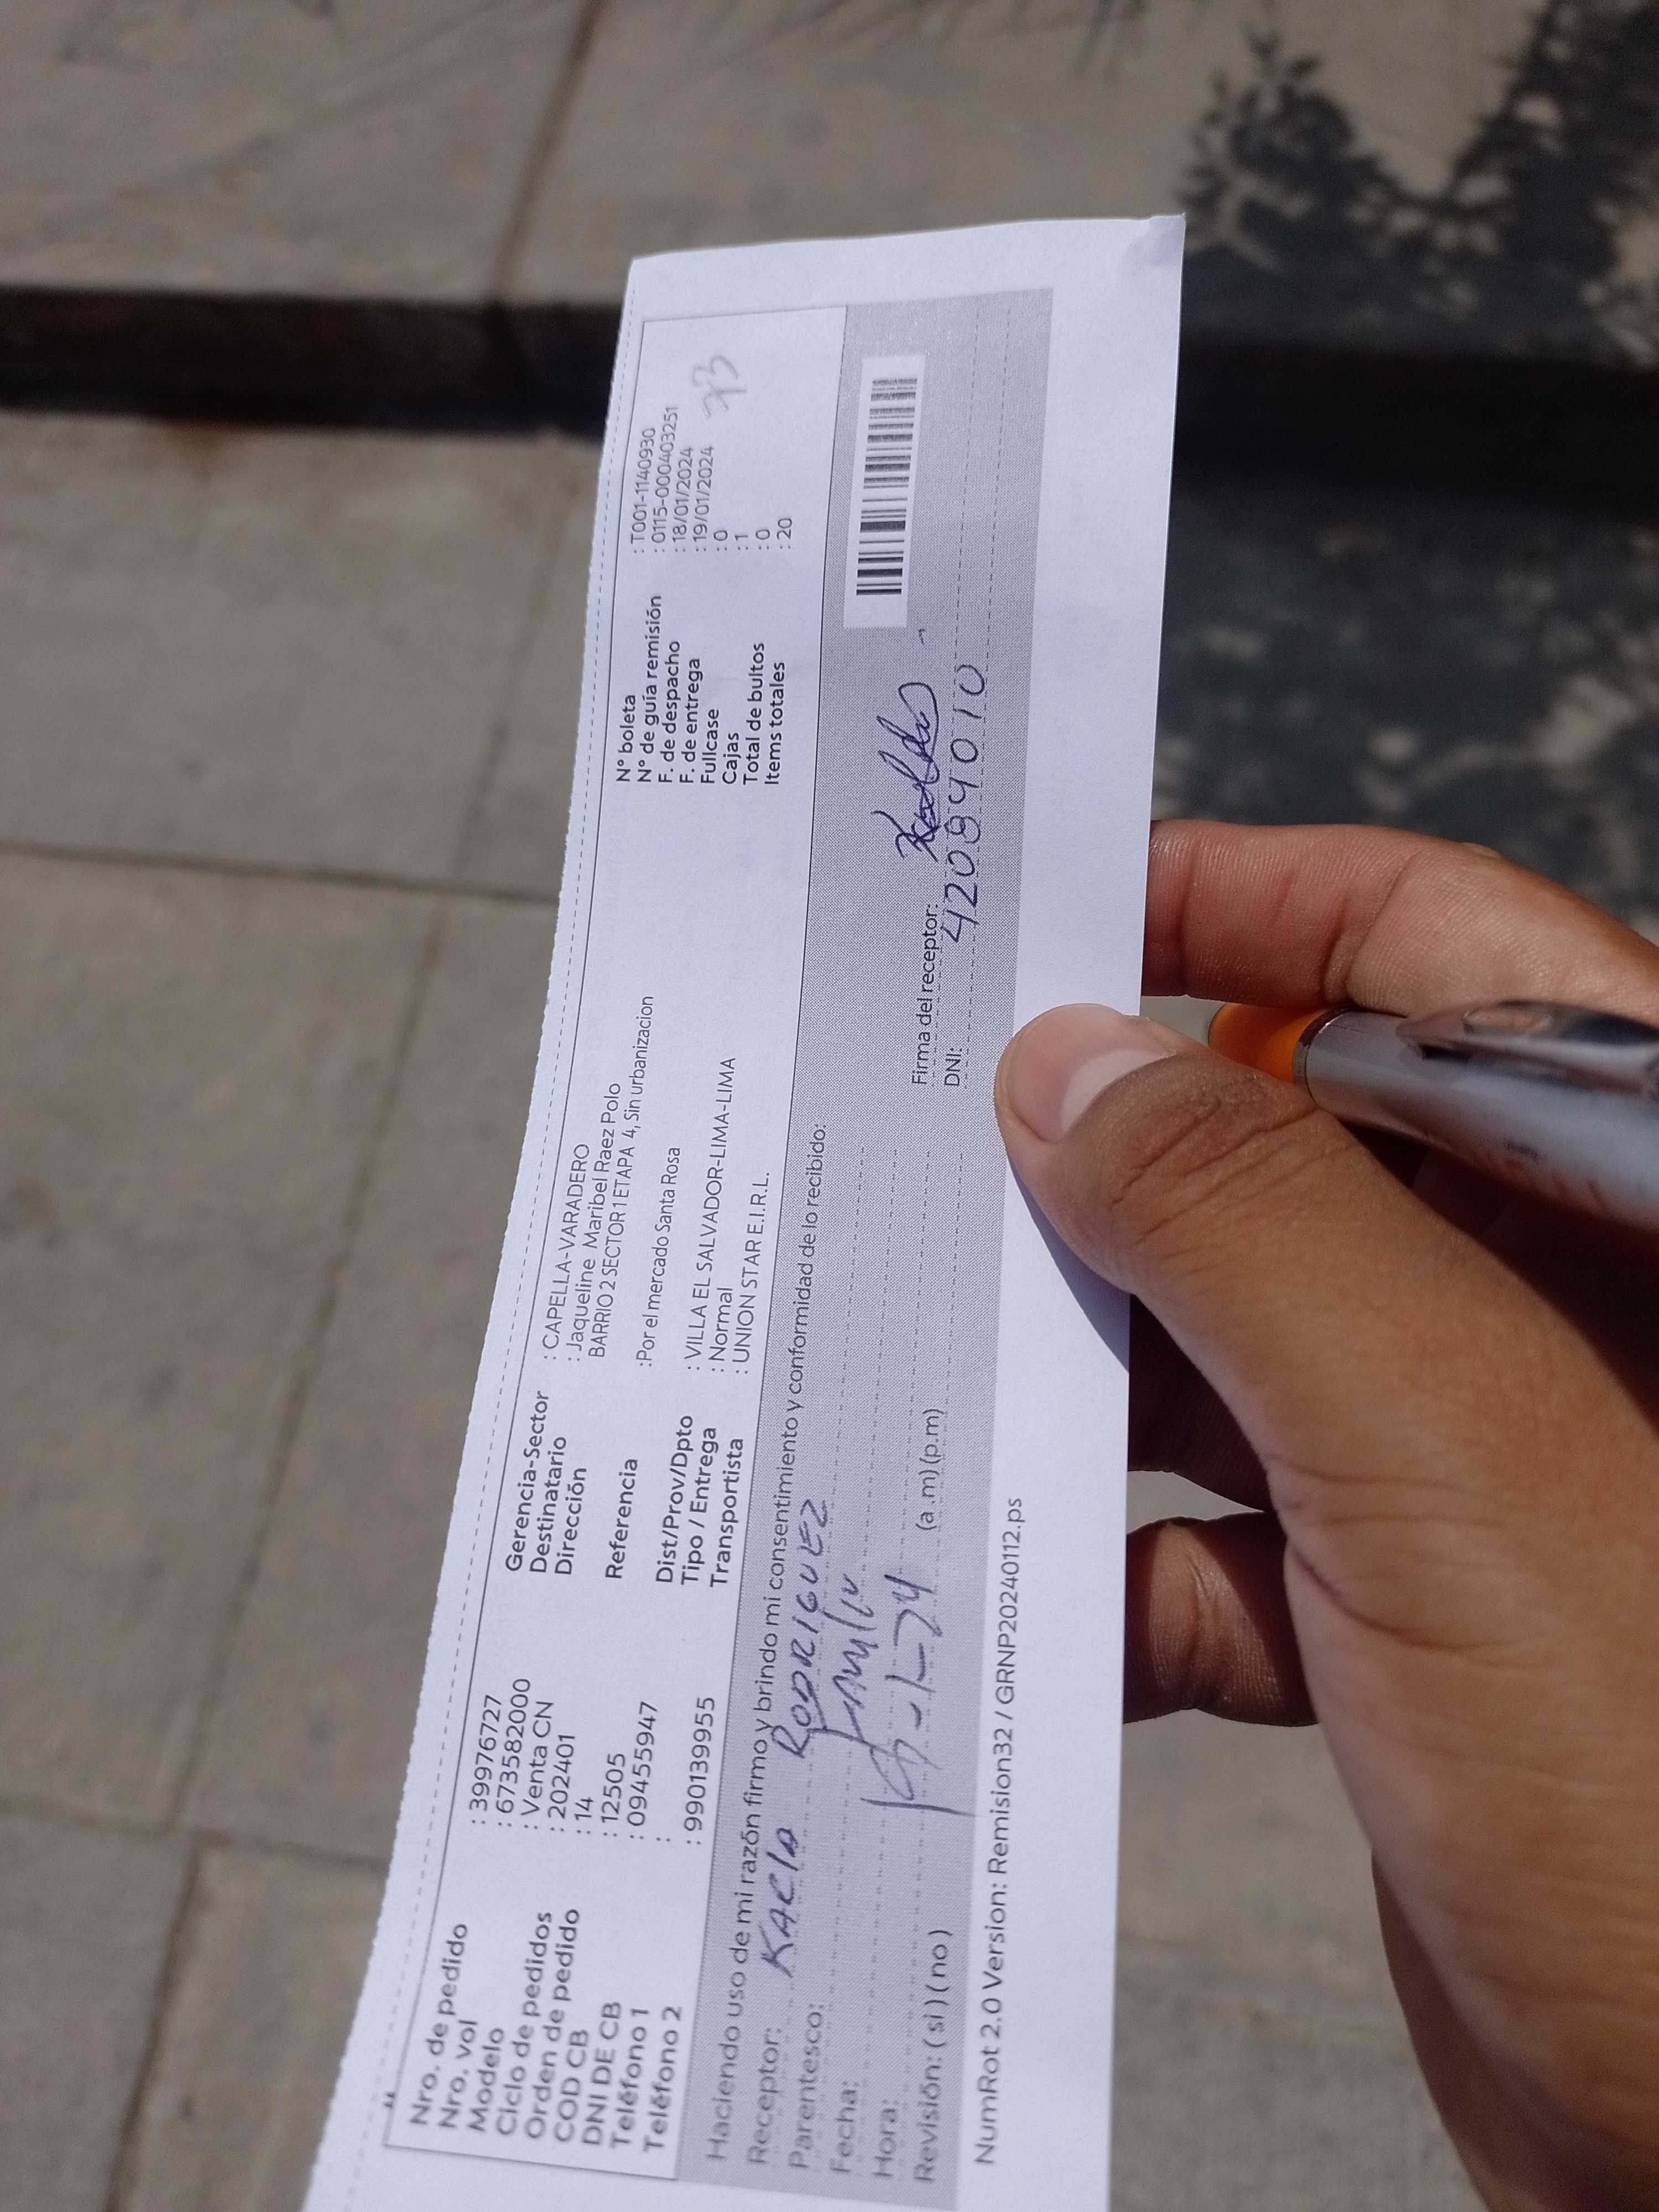 Nro. de pedido : 39976727
Nro. vol : 673582000
Modelo : Venta CN
Ciclo de pedidos : 202401
Orden de pedido : 14
COD CB : 12505
DNI DE CB : 09455947
Teléfono 1 :
Teléfono 2 : 990139955
Gerencia-Sector : CAPELLA-VARADERO
Destinatario : Jaqueline Maribel Raez Polo
Dirección BARRIO 2 SECTOR 1 ETAPA 4, Sin urbanizacion
Referencia :Por el mercado Santa Rosa
Dist/Prov/Dpto : VILLA EL SALVADOR-LIMA-LIMA
Tipo / Entrega : Normal
Transportista : UNION STAR E.I.R.L.
N° boleta : T001-1140930
N° de guía remisión : 0115-000403251
F. de despacho : 18/01/2024
F. de entrega : 19/01/2024
Fullcase : 0
Cajas : 1
Total de bultos : 0
Items totales : 20
73
Haciendo uso de mi razón firmo y brindo mi consentimiento y conformidad de lo recibido:
Receptor: KACIA RODRIGUEZ
Parentesco:
Fecha: 19-1-24
Hora: (a.m)(p.m)
Revisión: (si)(no)
Firma del receptor:
DNI: 42089010
NumRot 2.0 Version: Remision32 / GRNP20240112.ps